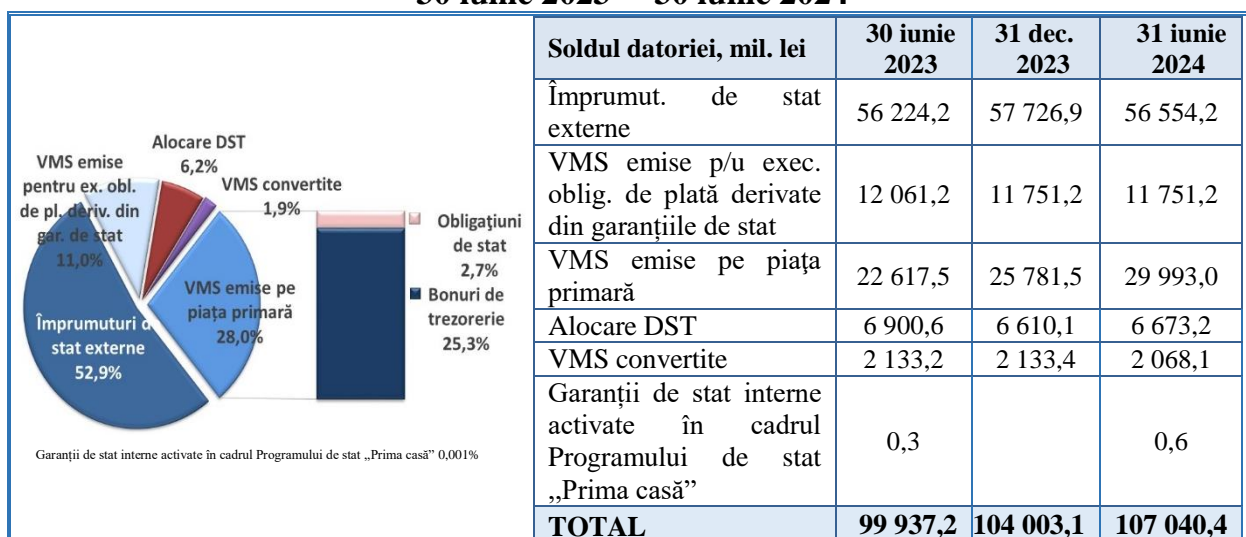 30 iunie 2023 – 30 iunie 2024
Alocare DST
6,2%
VMS emise
pentru ex. obl.
de pl. deriv. din
gar. de stat
11,0%
VMS convertite
1,9%
VMS emise pe
piața primară
28,0%
Împrumuturi d
stat externe
52,9%
Obligațiuni
de stat
2,7%
Bonuri de
trezorerie
25,3%
Garanții de stat interne activate în cadrul Programului de stat „Prima casă” 0,001%
Soldul datoriei, mil. lei 30 iunie 2023 31 dec. 2023 31 iunie 2024
Împrumut. de stat
externe 56 224,2 57 726,9 56 554,2
VMS emise p/u exec.
oblig. de plată derivate 12 061,2 11 751,2 11 751,2
din garanțiile de stat
VMS emise pe piaţa
primară 22 617,5 25 781,5 29 993,0
Alocare DST 6 900,6 6 610,1 6 673,2
VMS convertite 2 133,2 2 133,4 2 068,1
Garanții de stat interne
activate în cadrul 0,3 0,6
Programului de stat
,,Prima casă”
TOTAL 99 937,2 104 003,1 107 040,4